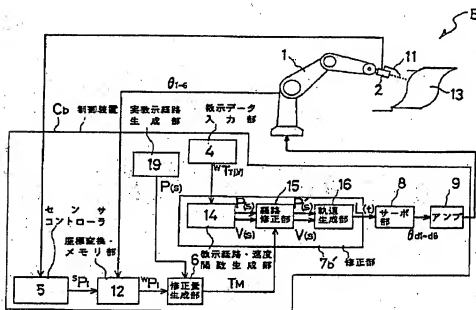 B
11
1
2
13
θ1-6
Cb 制御装置
実教示経路生成部
教示データ入力部
19
4
WTT(J)
P(s)
15
16
センサコントローラ
座標変換・メモリ部
14
経路修正部
軌道生成部
P(s)
P'(s)
V(s)
V(s)
(t)
8
9
サーボ部
アンプ
θd1-d6
6
教示経路・速度関数生成部
7b'
修正部
5
SPi
12
WPi
修正量生成部
TM